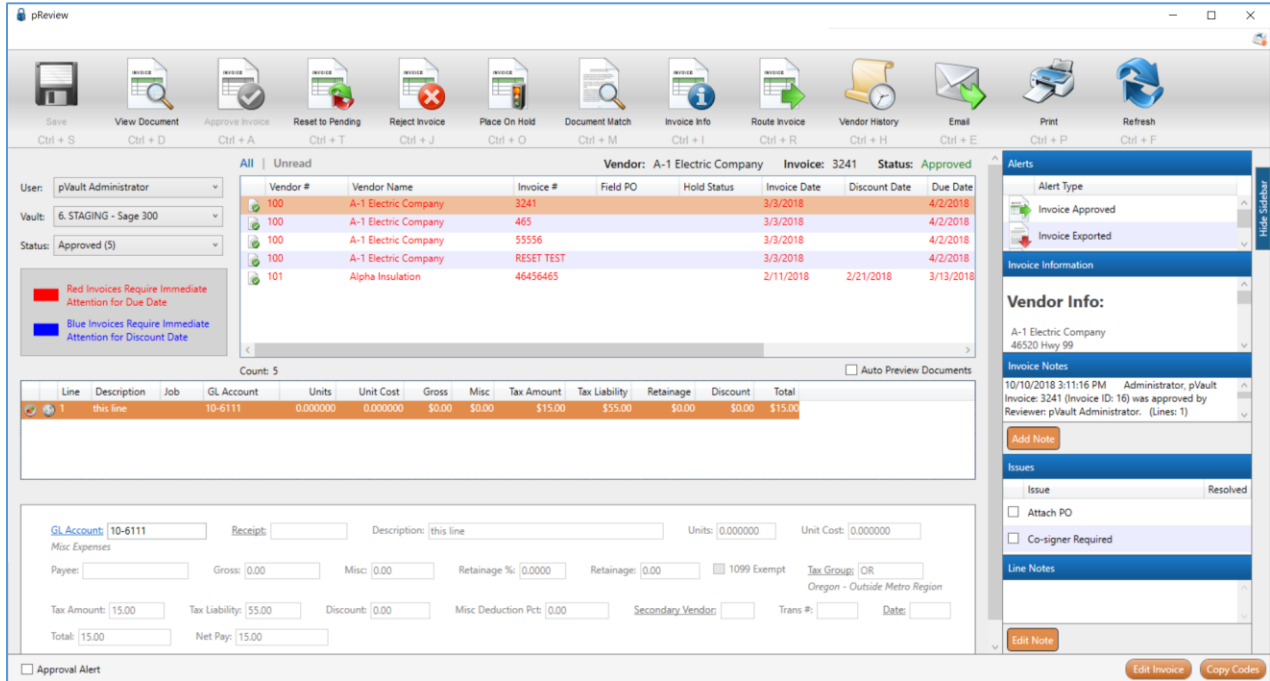 pReview
INVOICE INVOICE INVOICE INVOICE INVOICE INVOICE INVOICE
Save View Document Approve Invoice Reset to Pending Reject Invoice Place On Hold Document Match Invoice Info Route Invoice Vendor History Email Print Refresh
Ctrl + S Ctrl + D Ctrl + A Ctrl + T Ctrl + J Ctrl + O Ctrl + M Ctrl + I Ctrl + R Ctrl + H Ctrl + E Ctrl + P Ctrl + F
User: pVault Administrator
Vault: 6. STAGING - Sage 300
Status: Approved (5)
Red Invoices Require Immediate
Attention for Due Date
Blue Invoices Require Immediate
Attention for Discount Date
All | Unread Vendor: A-1 Electric Company Invoice: 3241 Status: Approved
Vendor # Vendor Name Invoice # Field PO Hold Status Invoice Date Discount Date Due Date
100 A-1 Electric Company 3241 3/3/2018 4/2/2018
100 A-1 Electric Company 465 3/3/2018 4/2/2018
100 A-1 Electric Company 55556 3/3/2018 4/2/2018
100 A-1 Electric Company RESET TEST 3/3/2018 4/2/2018
101 Alpha Insulation 46456465 2/11/2018 2/21/2018 3/13/2018
Count: 5 Auto Preview Documents
Line Description Job GL Account Units Unit Cost Gross Misc Tax Amount Tax Liability Retainage Discount Total
1 this line 10-6111 0.000000 0.000000 $0.00 $0.00 $15.00 $55.00 $0.00 $0.00 $15.00
GL Account: 10-6111 Receipt: Description: this line Units: 0.000000 Unit Cost: 0.000000
Misc Expenses
Payee: Gross: 0.00 Misc: 0.00 Retainage %: 0.0000 Retainage: 0.00 1099 Exempt Tax Group: OR
Oregon - Outside Metro Region
Tax Amount: 15.00 Tax Liability: 55.00 Discount: 0.00 Misc Deduction Pct: 0.00 Secondary Vendor: Trans #: Date:
Total: 15.00 Net Pay: 15.00
Approval Alert
Alerts
Alert Type
Invoice Approved
Invoice Exported
Hide Sidebar
Invoice Information
Vendor Info:
A-1 Electric Company
46520 Hwy 99
Invoice Notes
10/10/2018 3:11:16 PM Administrator, pVault
Invoice: 3241 (Invoice ID: 16) was approved by
Reviewer: pVault Administrator. (Lines: 1)
Add Note
Issues
Issue Resolved
Attach PO
Co-signer Required
Line Notes
Edit Note
Edit Invoice Copy Codes